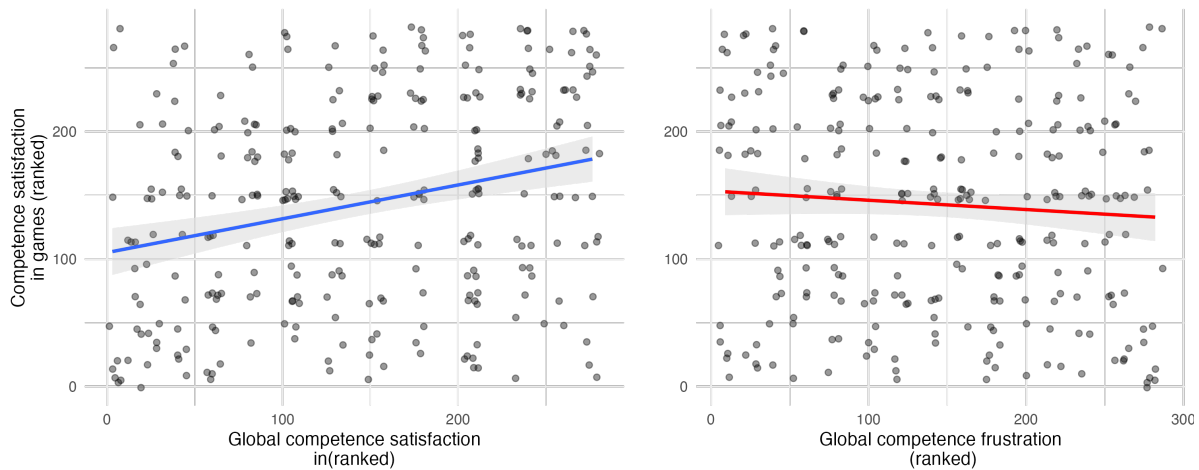 Competence satisfaction
in games (ranked)
200
100
0
0
100
200
Global competence satisfaction
in(ranked)
200
100
0
0
100
200
300
Global competence frustration
(ranked)